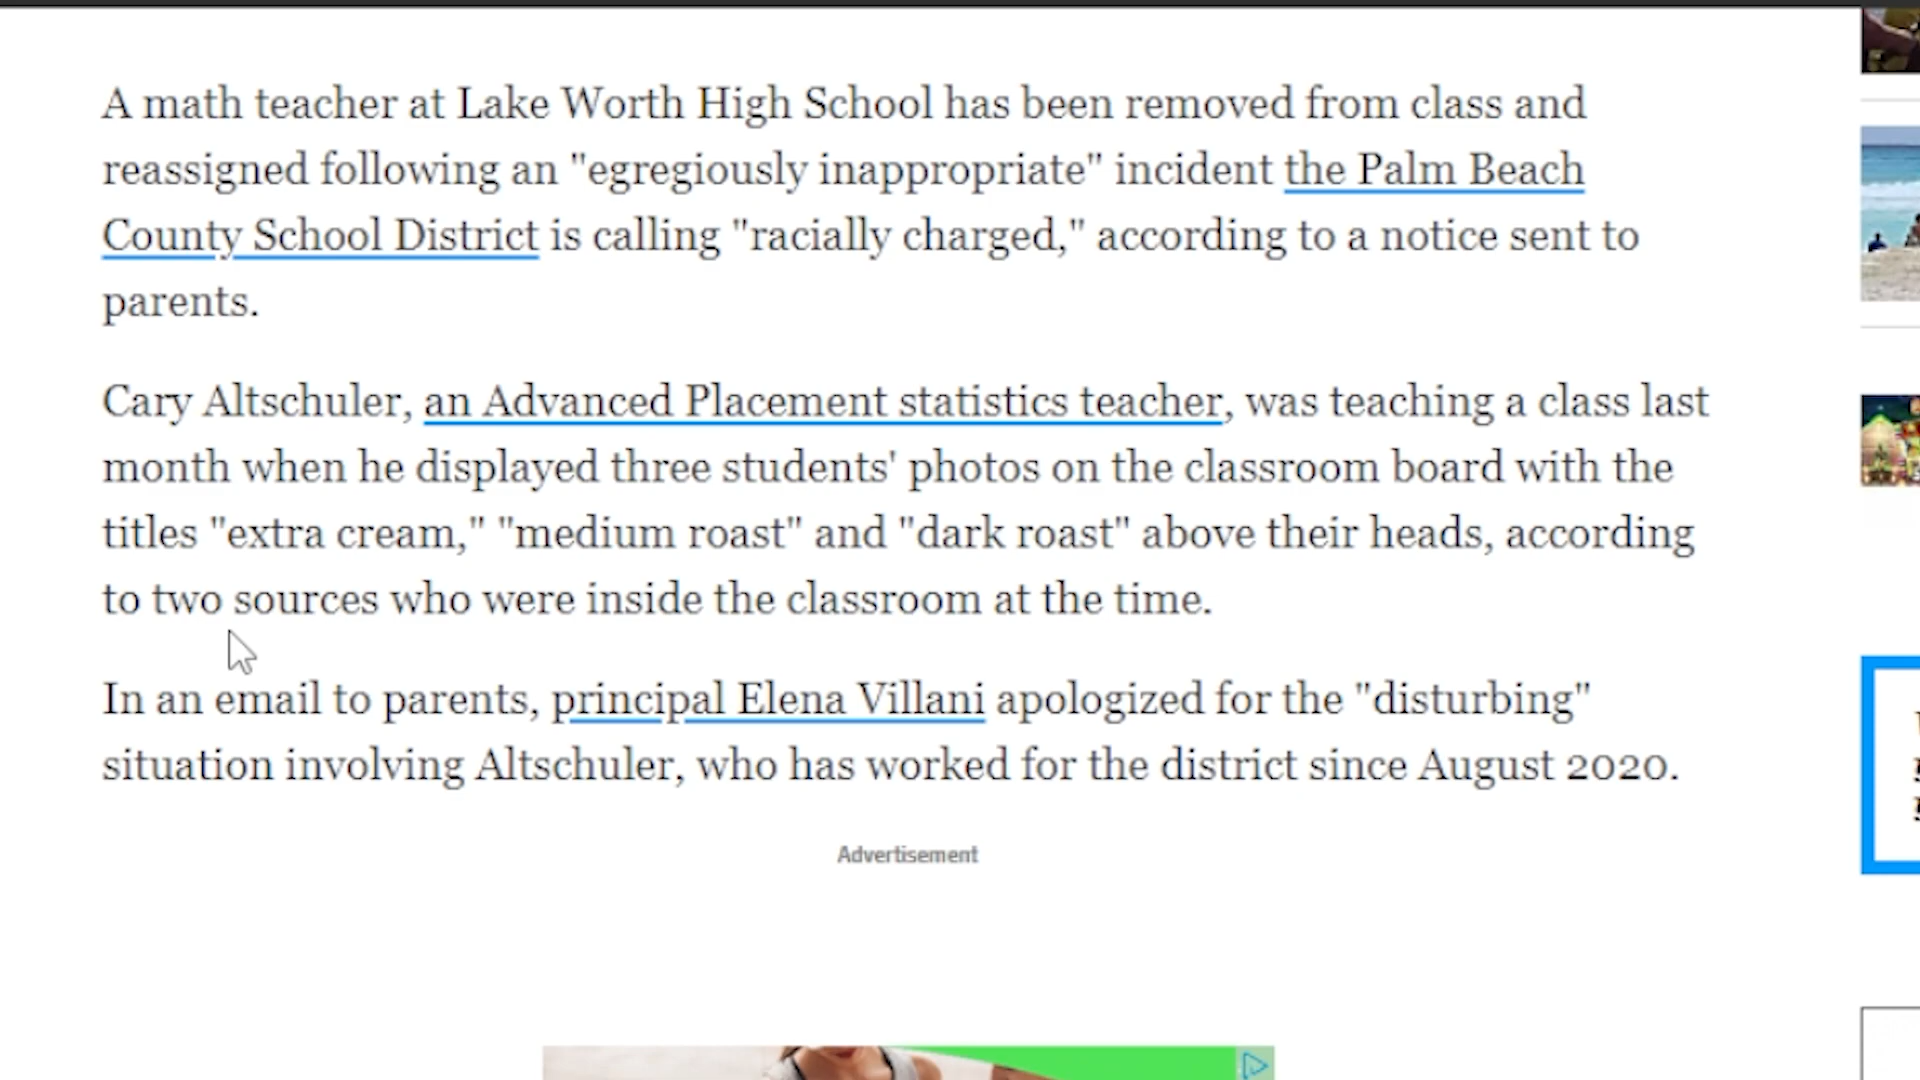 A math teacher at Lake Worth High School has been removed from class and
reassigned following an "egregiously inappropriate" incident the Palm Beach
County School District is calling "racially charged," according to a notice sent to
parents.
Cary Altschuler, an Advanced Placement statistics teacher, was teaching a class last
month when he displayed three students' photos on the classroom board with the
titles "extra cream," "medium roast" and "dark roast" above their heads, according
to two sources who were inside the classroom at the time.
In an email to parents, principal Elena Villani apologized for the "disturbing"
situation involving Altschuler, who has worked for the district since August 2020.
Advertisement